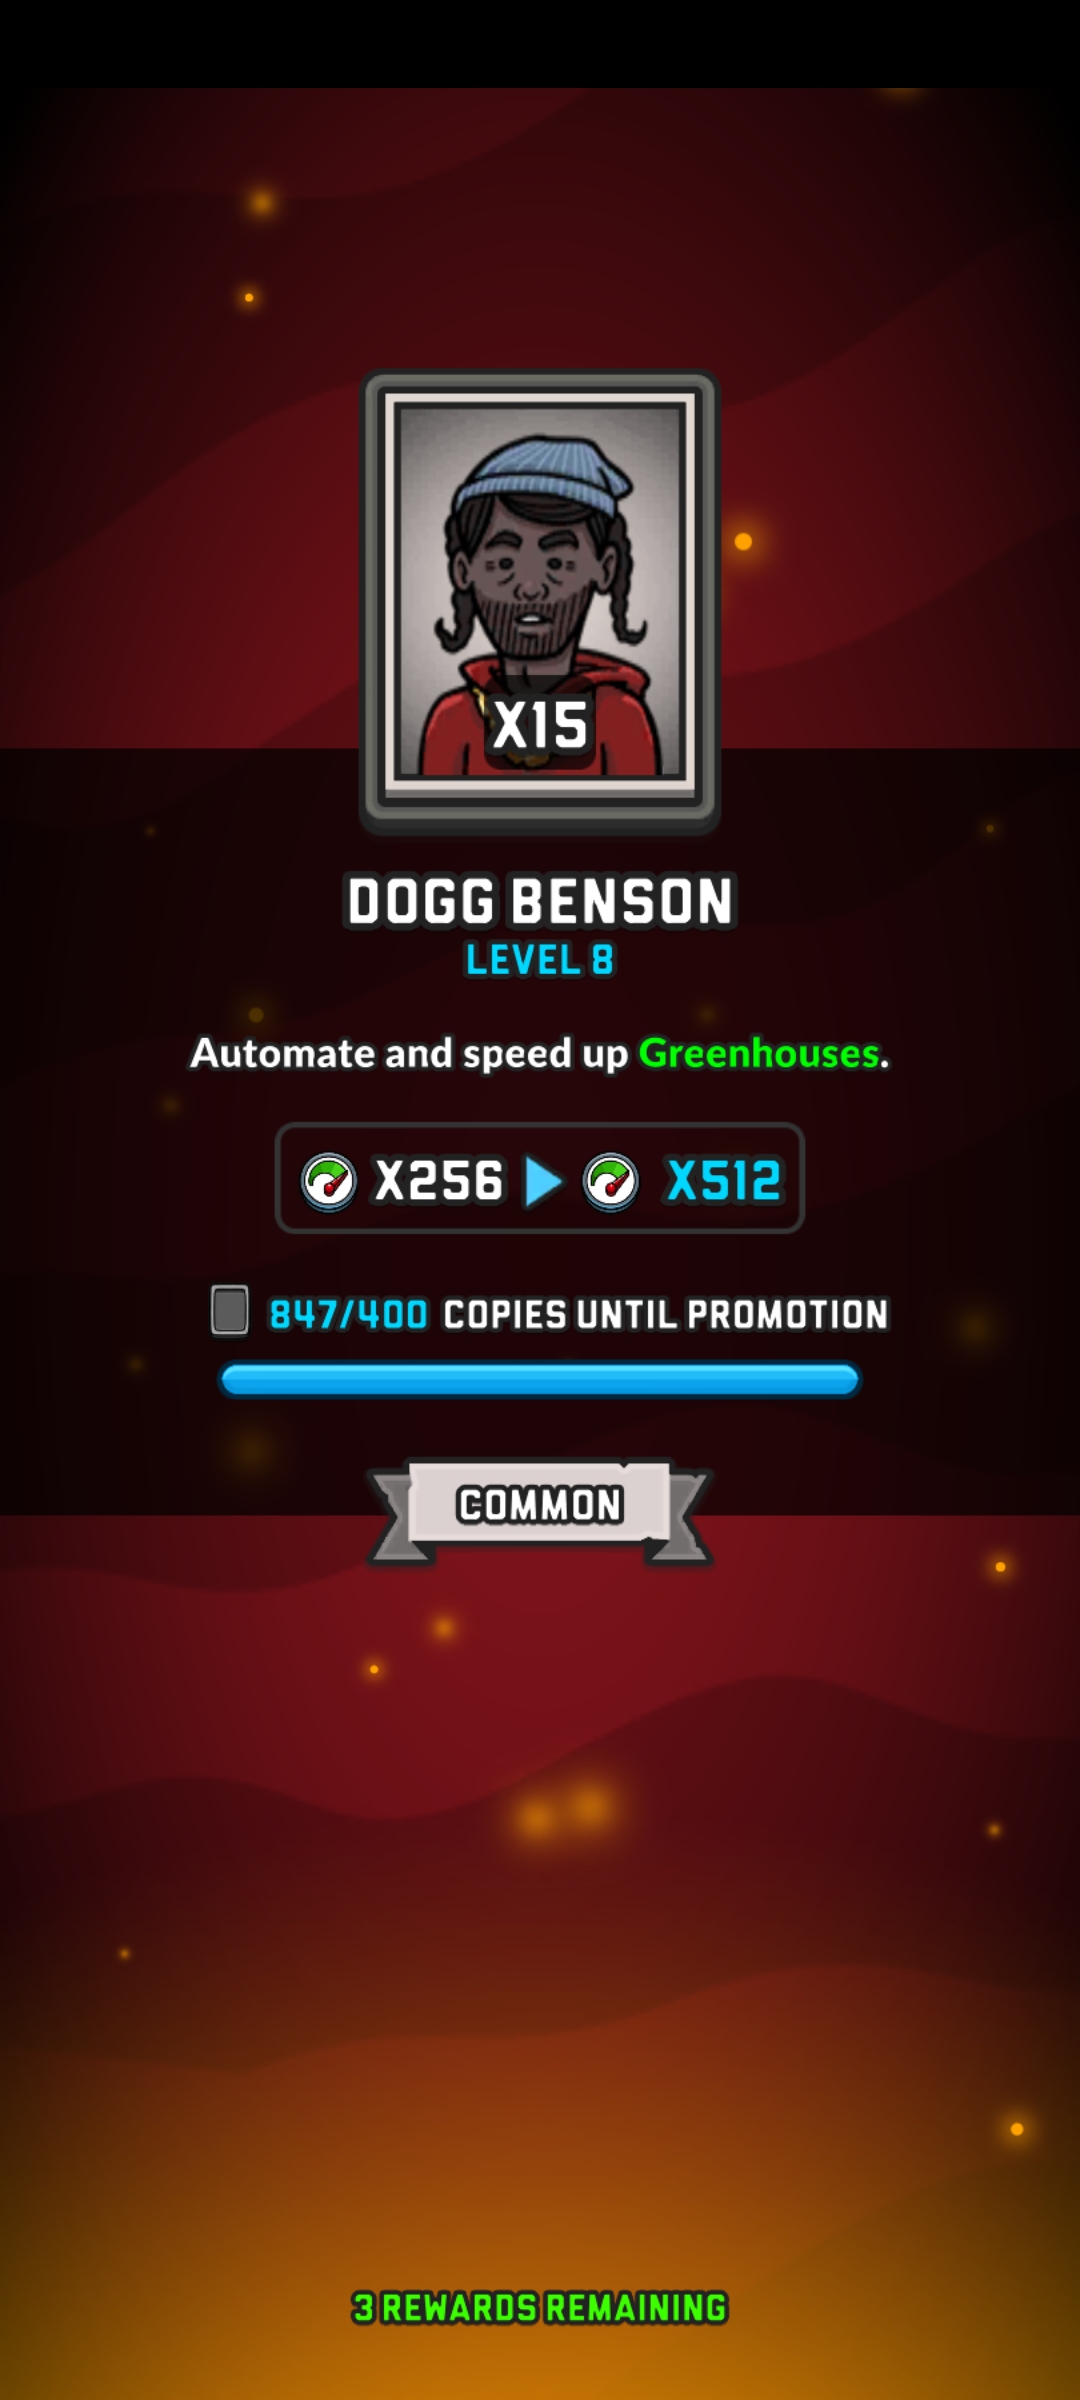 X15
DOGG BENSON
LEVEL 8
Automate and speed up Greenhouses.
X256 X512
847/400 COPIES UNTIL PROMOTION
COMMON
3 REWARDS REMAINING